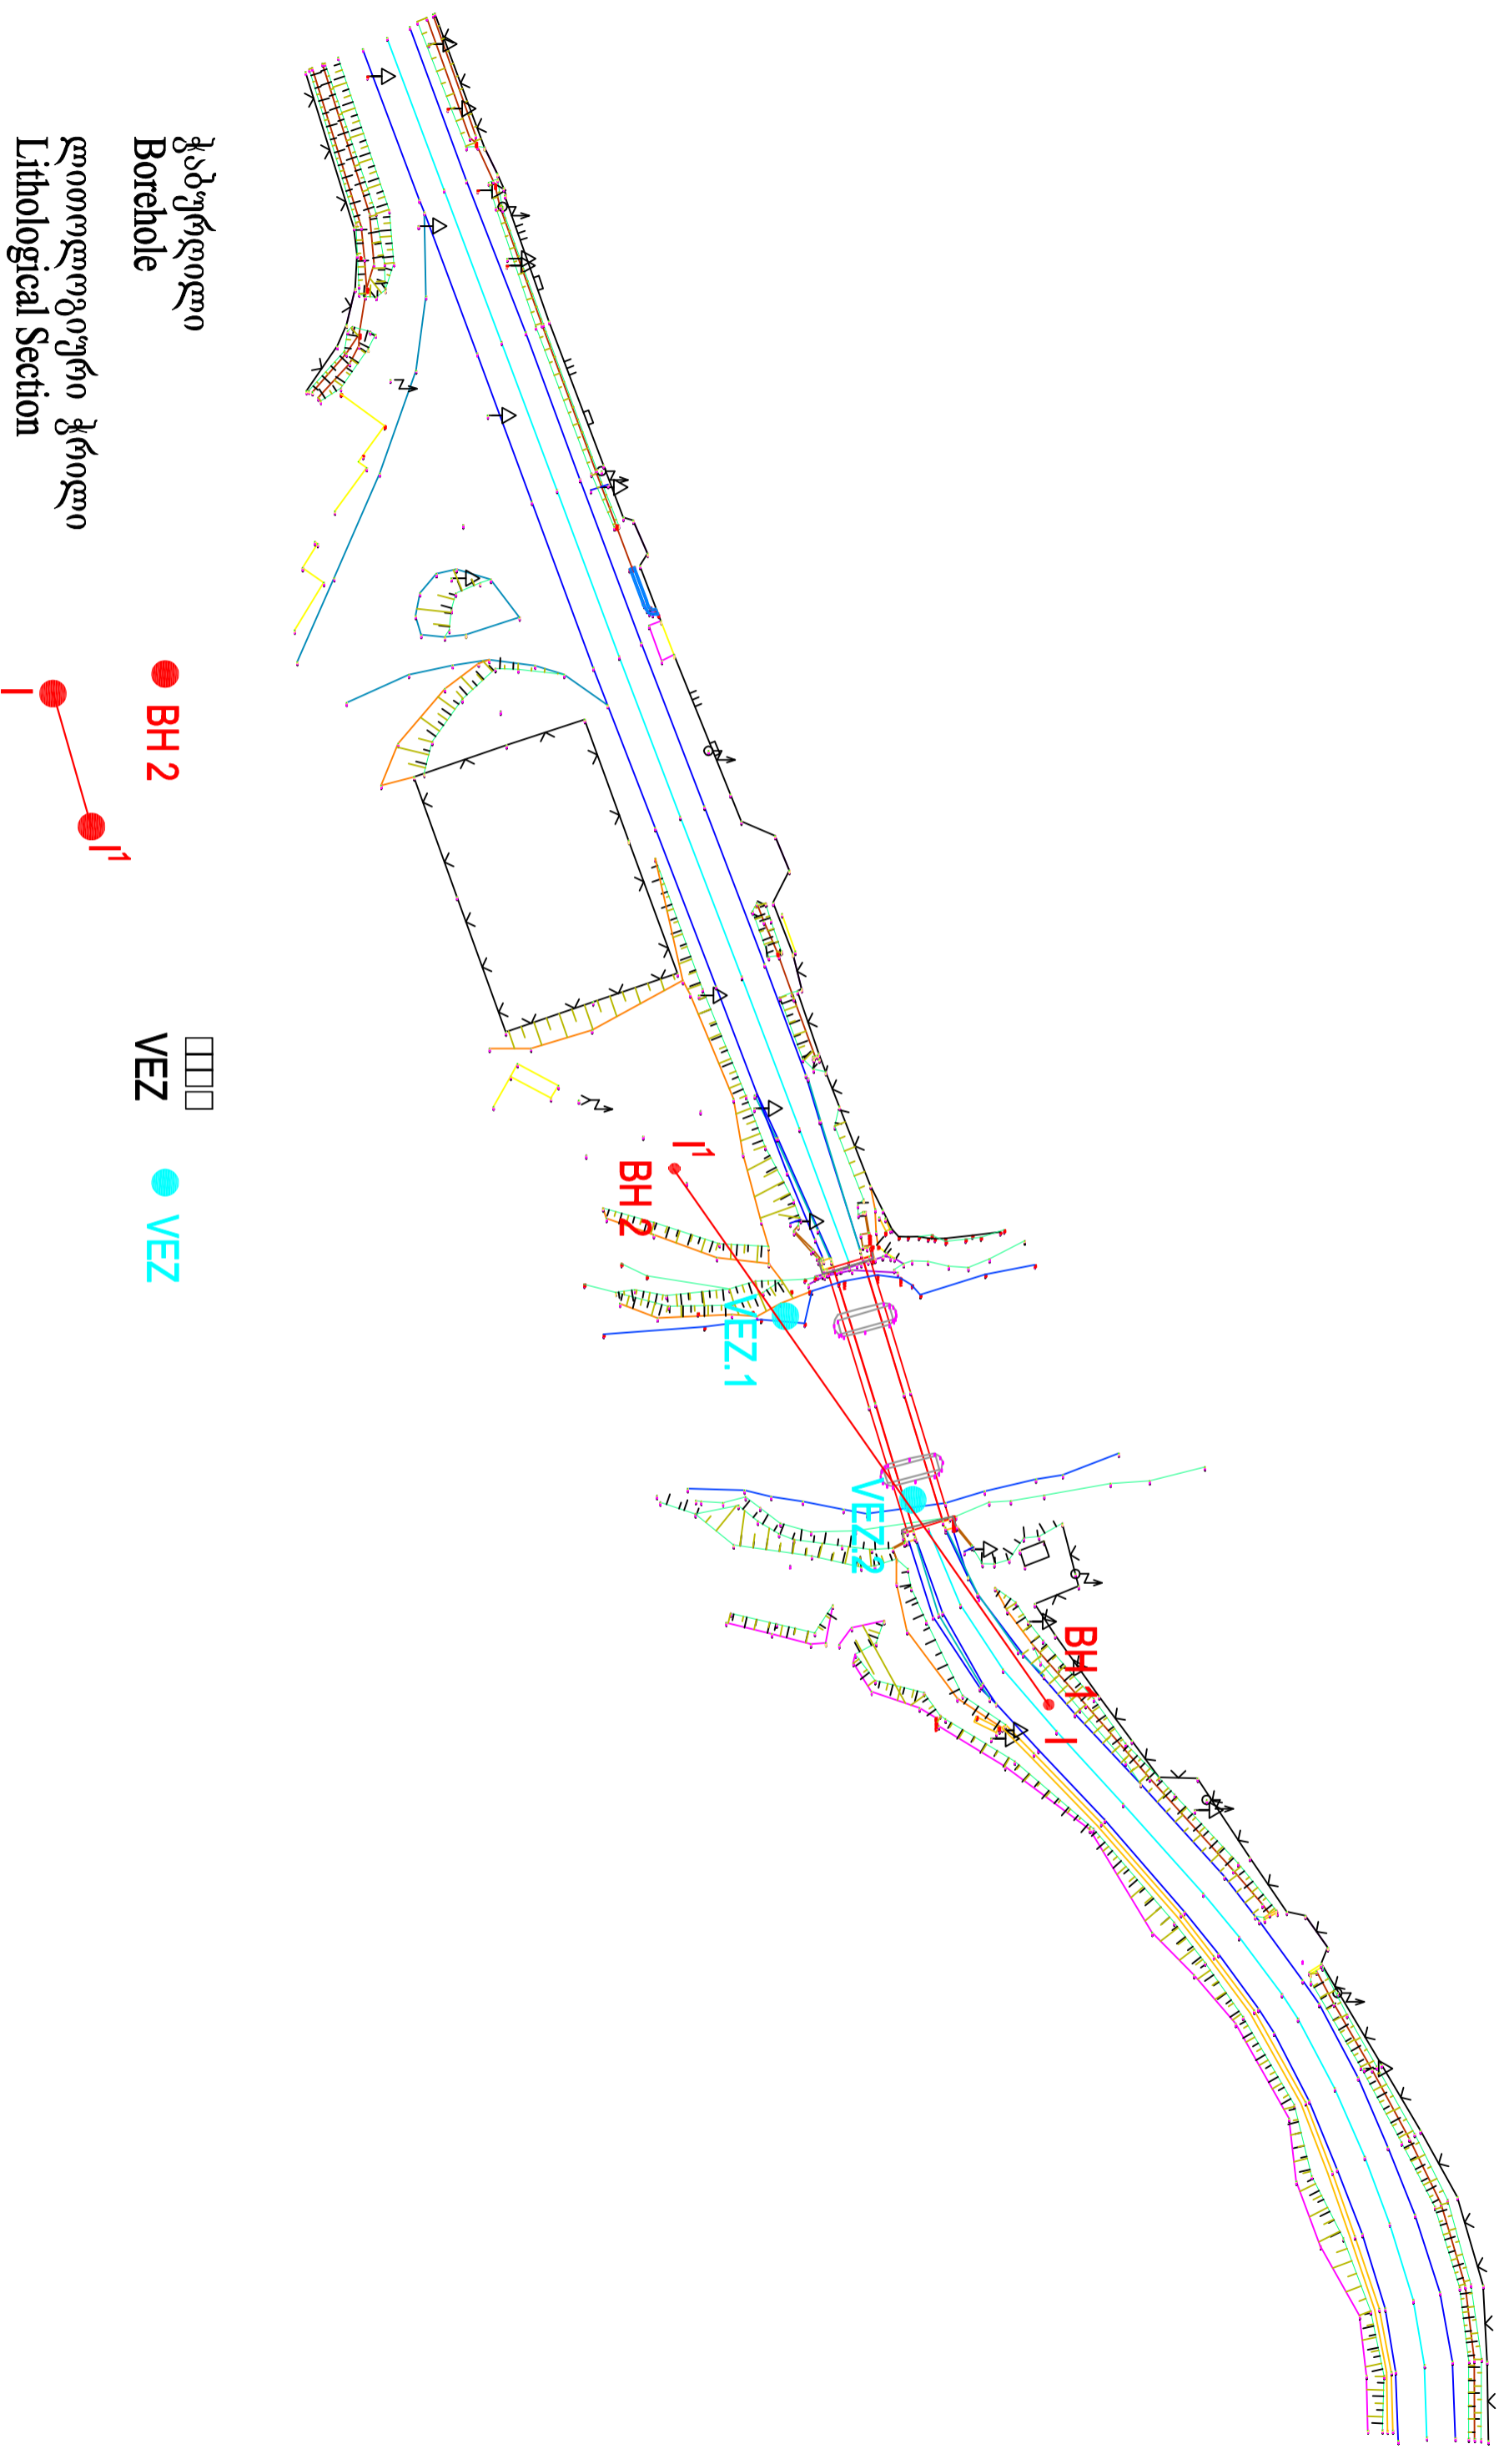 ჭაბურღილი
Borehole
BH 2
VEZ
VEZ
ლითოლოგიური ჭრილი
Lithological Section
I
I¹
I¹
BH 2
VEZ.1
VEZ.2
BH 1
I